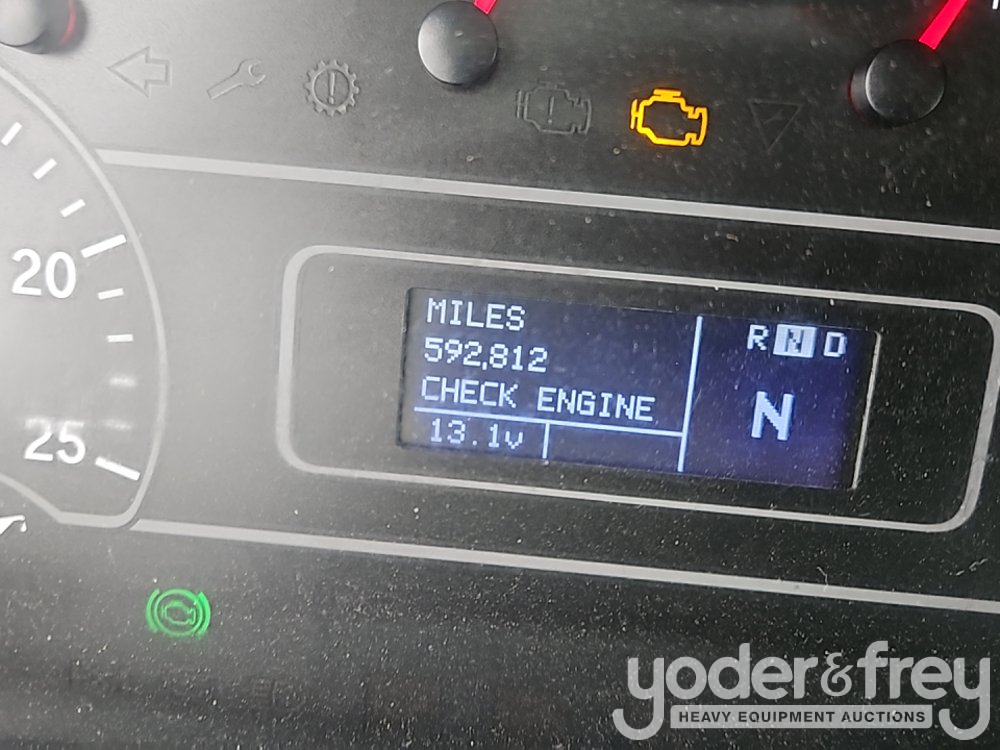 20
25
MILES
592,812
CHECK ENGINE
13.1v
R N D
N
yoder&frey
HEAVY EQUIPMENT AUCTIONS